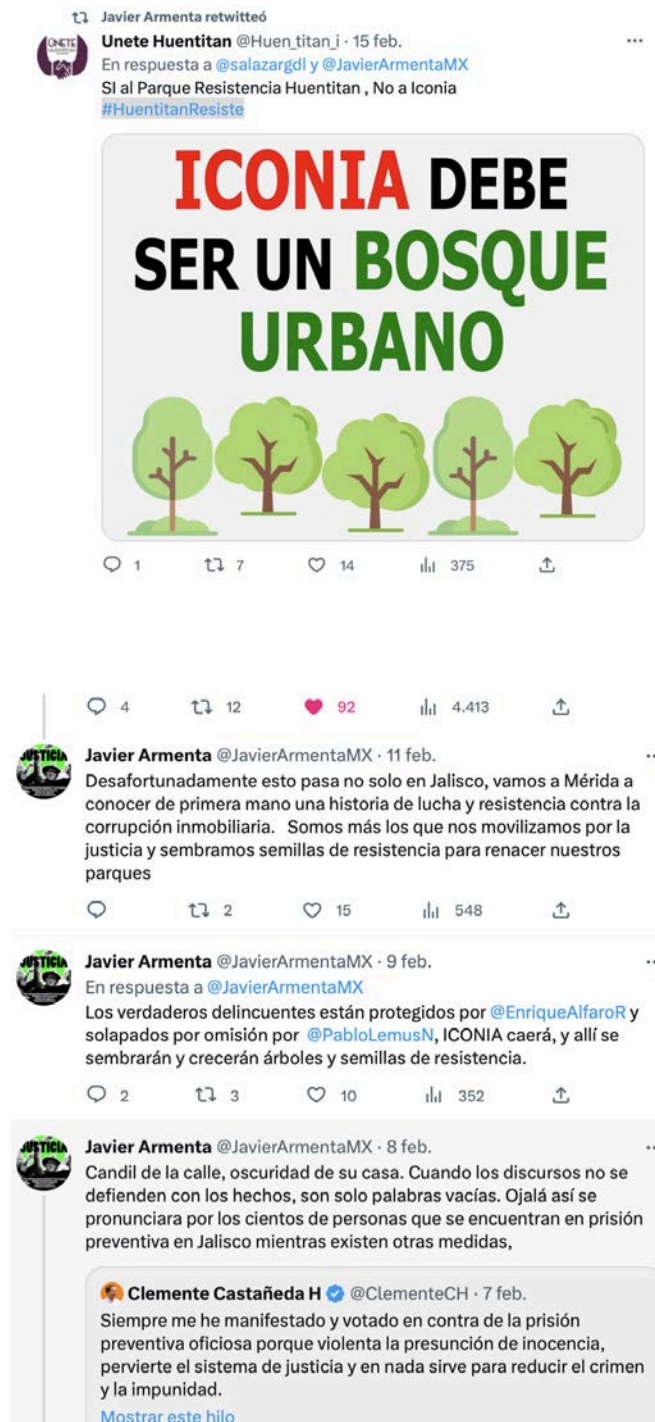 Javier Armenta retwitteó
Unete Huentitan @Huen_titan_i · 15 feb.
En respuesta a @salazargdl y @JavierArmentaMX
SI al Parque Resistencia Huentitan , No a Iconia
#HuentitanResiste
ICONIA DEBE
SER UN BOSQUE
URBANO
1 7 14 375
4 12 92 4.413
JUSTICIA
Javier Armenta @JavierArmentaMX · 11 feb.
Desafortunadamente esto pasa no solo en Jalisco, vamos a Mérida a
conocer de primera mano una historia de lucha y resistencia contra la
corrupción inmobiliaria. Somos más los que nos movilizamos por la
justicia y sembramos semillas de resistencia para renacer nuestros
parques
2 15 548
JUSTICIA
Javier Armenta @JavierArmentaMX · 9 feb.
En respuesta a @JavierArmentaMX
Los verdaderos delincuentes están protegidos por @EnriqueAlfaroR y
solapados por omisión por @PabloLemusN, ICONIA caerá, y allí se
sembrarán y crecerán árboles y semillas de resistencia.
2 3 10 352
JUSTICIA
Javier Armenta @JavierArmentaMX · 8 feb.
Candil de la calle, oscuridad de su casa. Cuando los discursos no se
defienden con los hechos, son solo palabras vacías. Ojalá así se
pronunciara por los cientos de personas que se encuentran en prisión
preventiva en Jalisco mientras existen otras medidas,
Clemente Castañeda H @ClementeCH · 7 feb.
Siempre me he manifestado y votado en contra de la prisión
preventiva oficiosa porque violenta la presunción de inocencia,
pervierte el sistema de justicia y en nada sirve para reducir el crimen
y la impunidad.
Mostrar este hilo